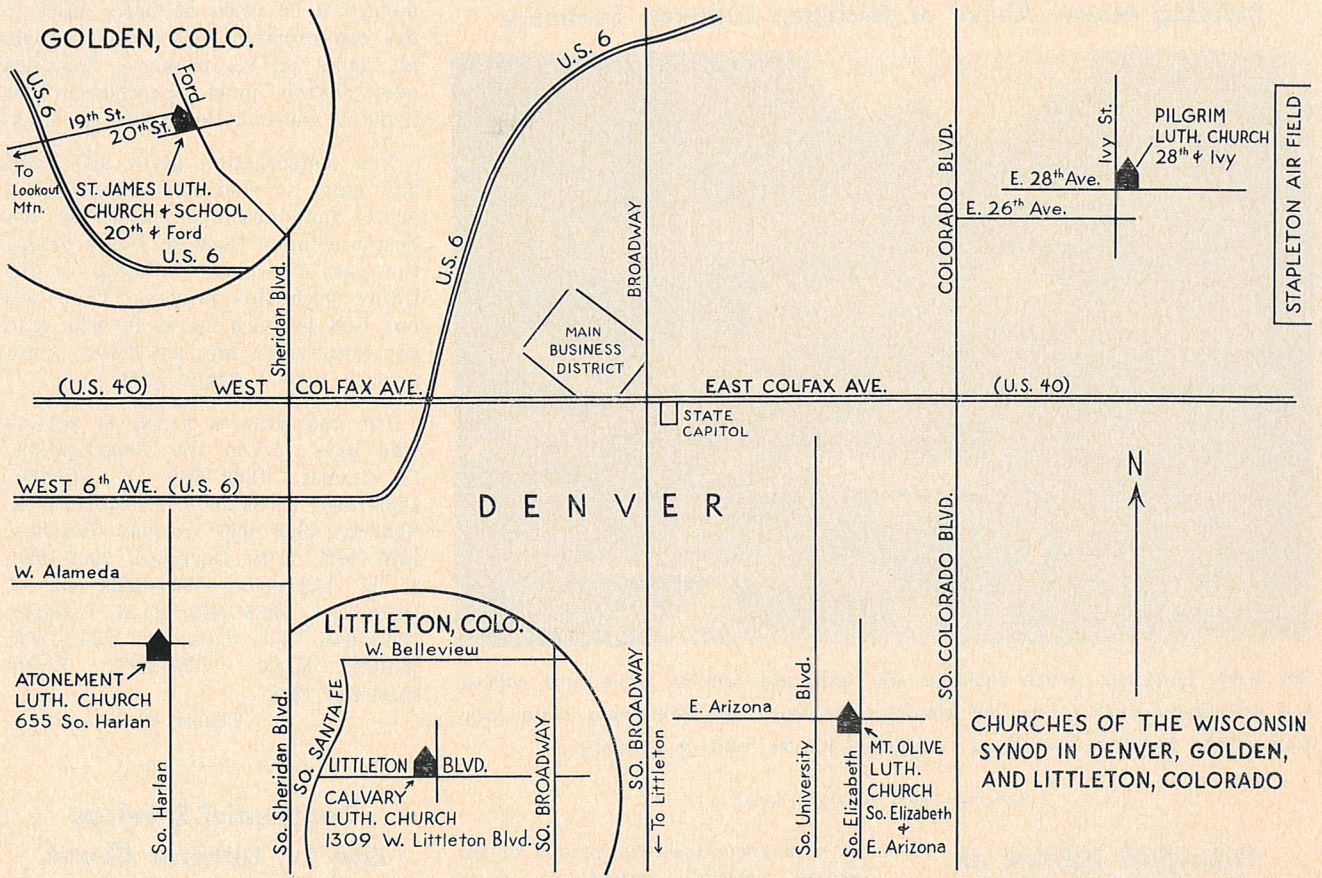 GOLDEN, COLO.
U.S. 6
Ford
19th St.
20th St.
To
Lookout
Mtn.
ST. JAMES LUTH.
CHURCH & SCHOOL
20th & Ford
U.S. 6
Sheridan Blvd.
U.S. 6
U.S. 6
BROADWAY
MAIN
BUSINESS
DISTRICT
COLORADO BLVD.
Ivy St.
PILGRIM
LUTH. CHURCH
28th & Ivy
E. 28th Ave.
E. 26th Ave.
STAPLETON AIR FIELD
(U.S. 40) WEST COLFAX AVE. EAST COLFAX AVE. (U.S. 40)
STATE
CAPITOL
WEST 6th AVE. (U.S. 6)
DENVER
N
W. Alameda
ATONEMENT
LUTH. CHURCH
655 So. Harlan
So. Harlan
So. Sheridan Blvd.
LITTLETON, COLO.
W. Belleview
SO. SANTA FE
LITTLETON BLVD.
CALVARY
LUTH. CHURCH
1309 W. Littleton Blvd.
SO. BROADWAY
SO. BROADWAY
← To Littleton
E. Arizona
So. University Blvd.
So. Elizabeth
MT. OLIVE
LUTH.
CHURCH
So. Elizabeth
&
E. Arizona
SO. COLORADO BLVD.
CHURCHES OF THE WISCONSIN
SYNOD IN DENVER, GOLDEN,
AND LITTLETON, COLORADO